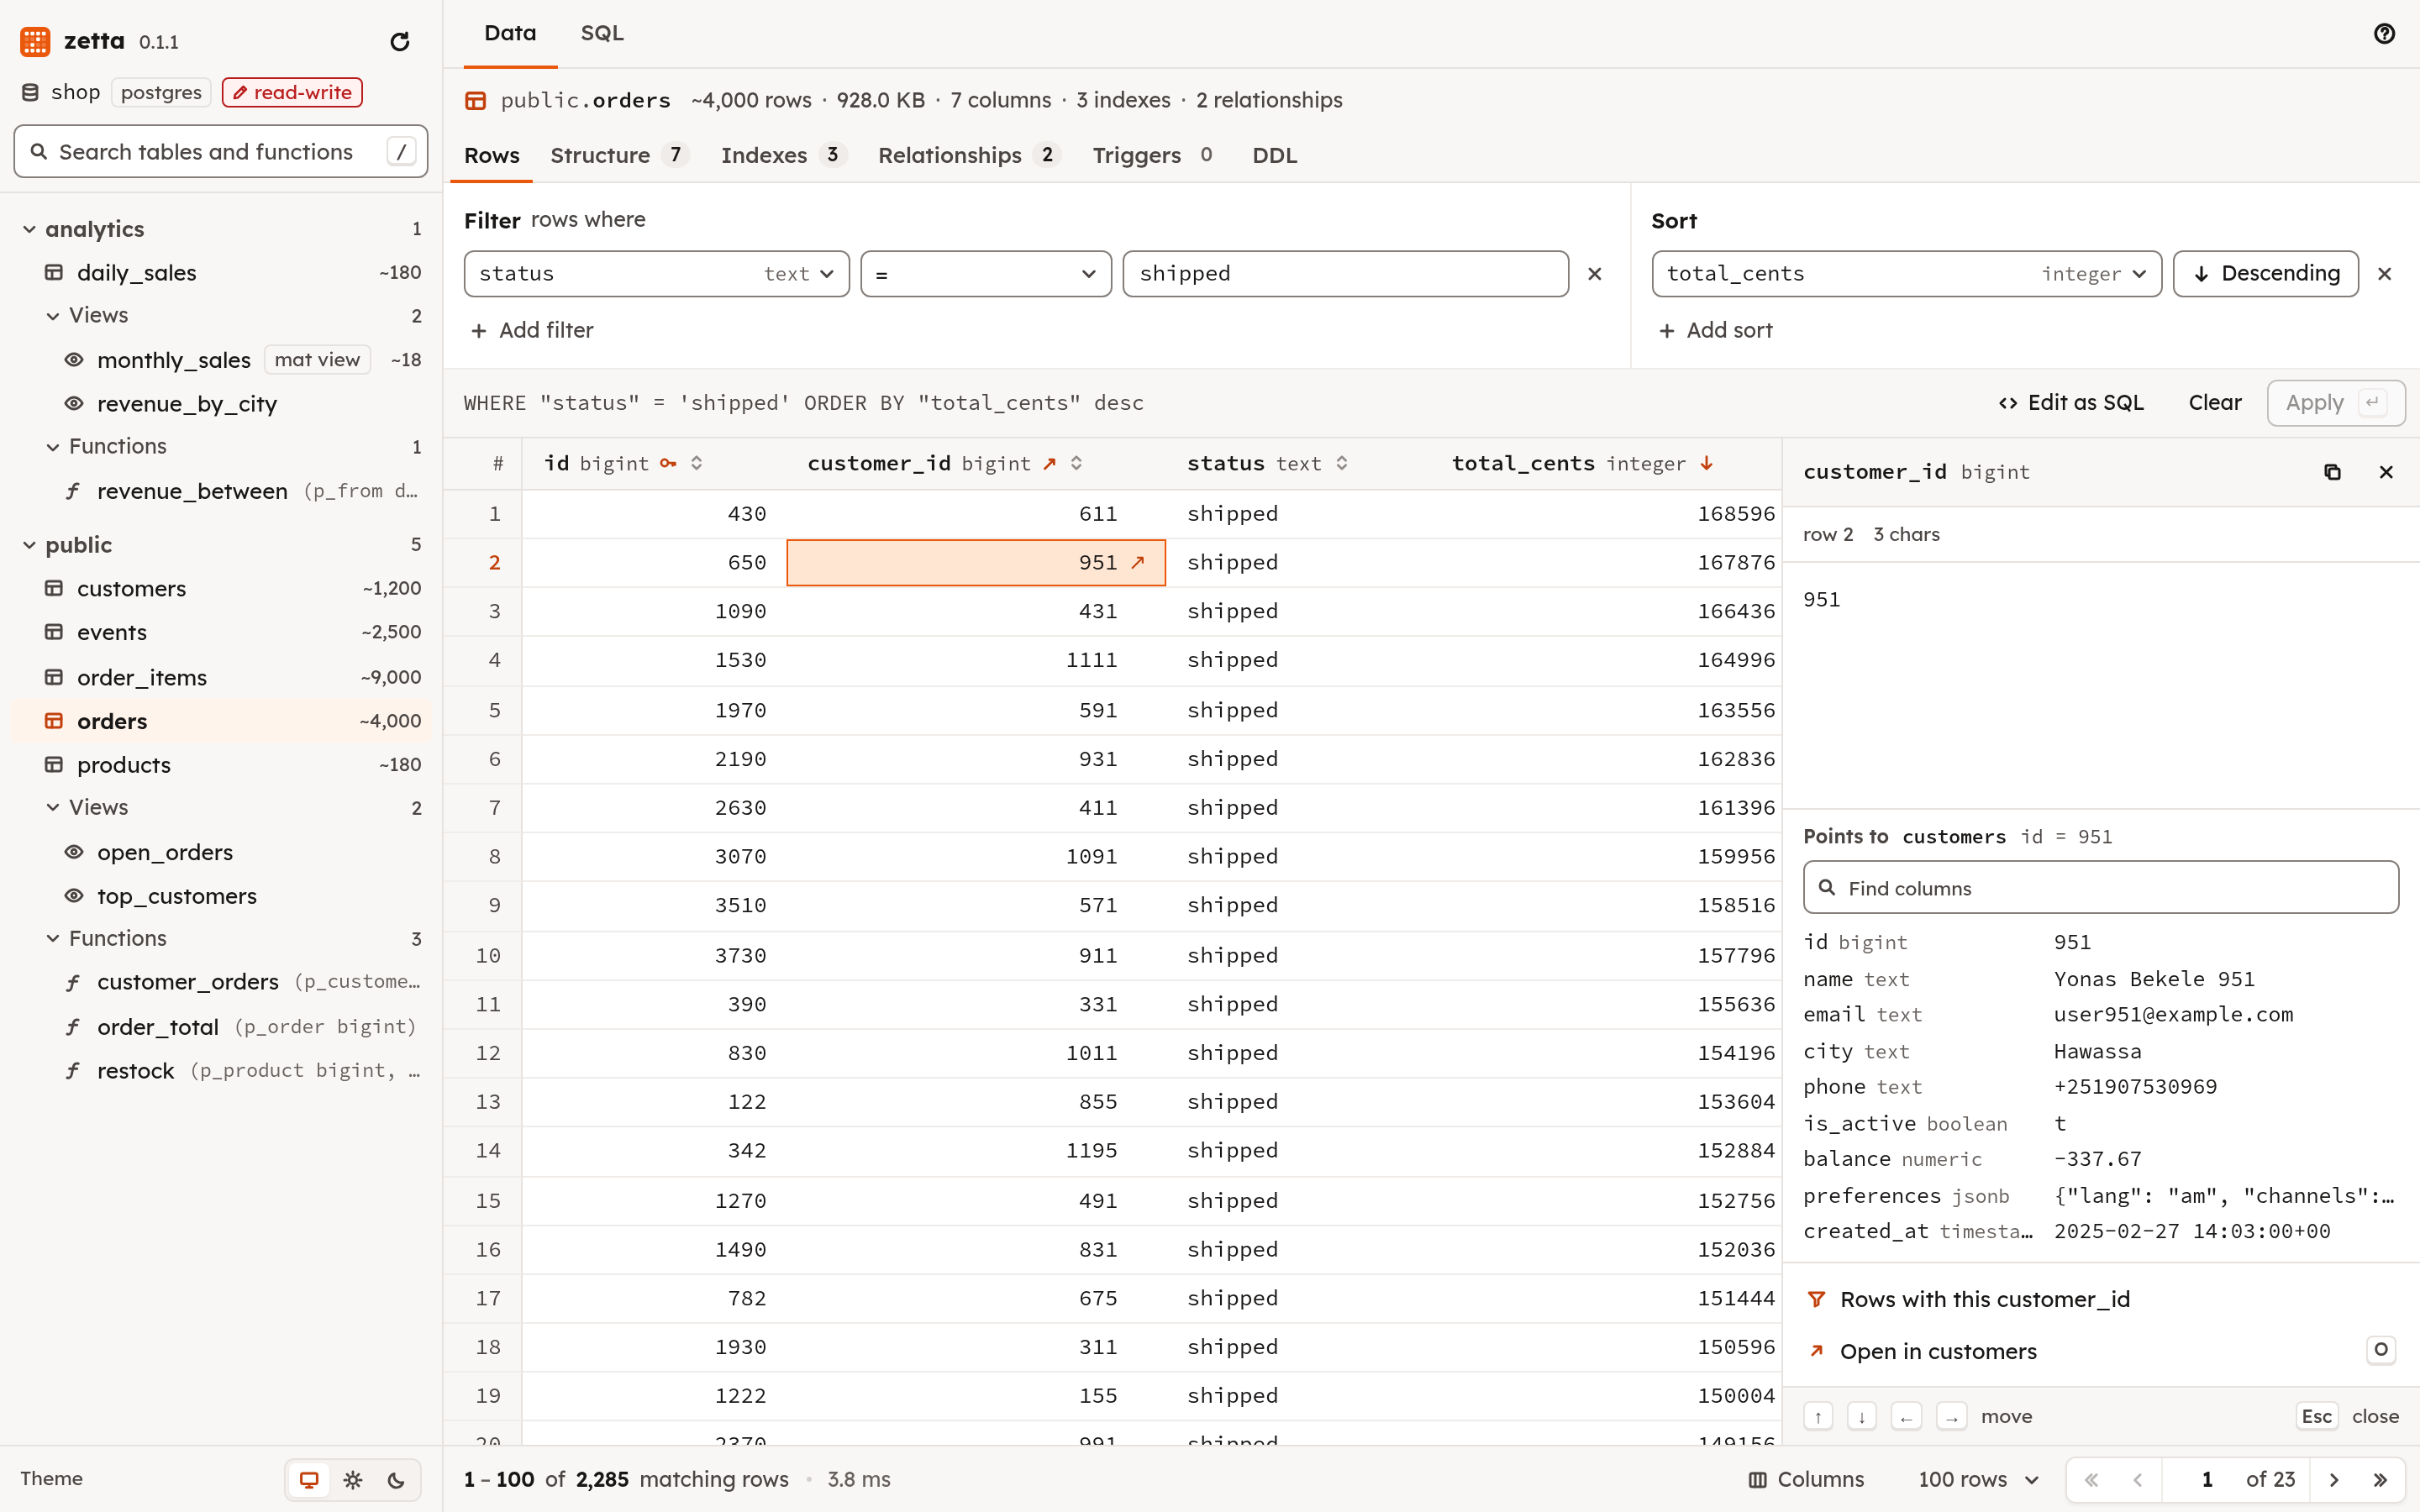 zetta 0.1.1
shop postgres read-write
Search tables and functions /
analytics 1
daily_sales ~180
Views 2
monthly_sales mat view ~18
revenue_by_city
Functions 1
revenue_between (p_from d…
public 5
customers ~1,200
events ~2,500
order_items ~9,000
orders ~4,000
products ~180
Views 2
open_orders
top_customers
Functions 3
customer_orders (p_custome…
order_total (p_order bigint)
restock (p_product bigint, …
Theme
Data SQL
public.orders ~4,000 rows · 928.0 KB · 7 columns · 3 indexes · 2 relationships
Rows Structure 7 Indexes 3 Relationships 2 Triggers 0 DDL
Filter rows where
status text = shipped
+ Add filter
Sort
total_cents integer ↓ Descending
+ Add sort
WHERE "status" = 'shipped' ORDER BY "total_cents" desc
Edit as SQL Clear Apply ↵
# id bigint customer_id bigint ↗ status text total_cents integer ↓
1 430 611 shipped 168596
2 650 951 ↗ shipped 167876
3 1090 431 shipped 166436
4 1530 1111 shipped 164996
5 1970 591 shipped 163556
6 2190 931 shipped 162836
7 2630 411 shipped 161396
8 3070 1091 shipped 159956
9 3510 571 shipped 158516
10 3730 911 shipped 157796
11 390 331 shipped 155636
12 830 1011 shipped 154196
13 122 855 shipped 153604
14 342 1195 shipped 152884
15 1270 491 shipped 152756
16 1490 831 shipped 152036
17 782 675 shipped 151444
18 1930 311 shipped 150596
19 1222 155 shipped 150004
20 2370 991 shipped 149156
customer_id bigint
row 2 3 chars
951
Points to customers id = 951
Find columns
id bigint 951
name text Yonas Bekele 951
email text user951@example.com
city text Hawassa
phone text +251907530969
is_active boolean t
balance numeric -337.67
preferences jsonb {"lang": "am", "channels":…
created_at timesta… 2025-02-27 14:03:00+00
Rows with this customer_id
Open in customers O
↑ ↓ ← → move Esc close
1 – 100 of 2,285 matching rows • 3.8 ms
Columns 100 rows « ‹ 1 of 23 › »